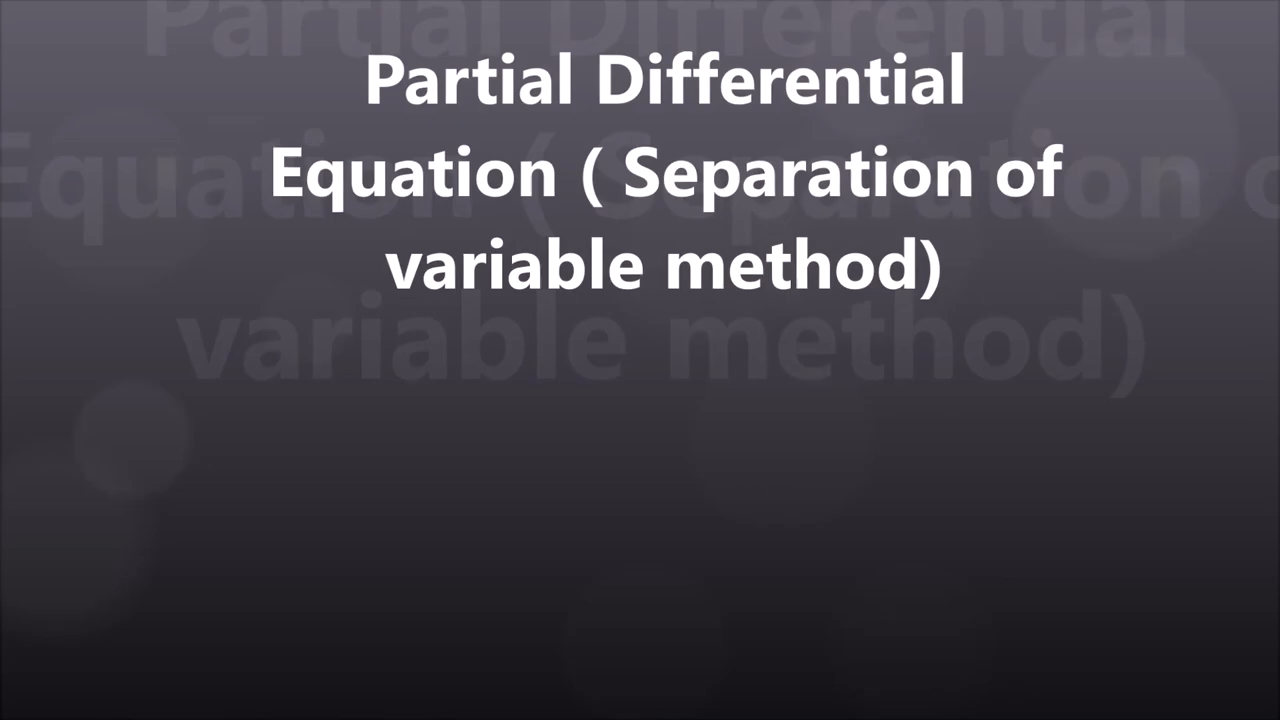 Partial Differential
Equation ( Separation of
variable method)